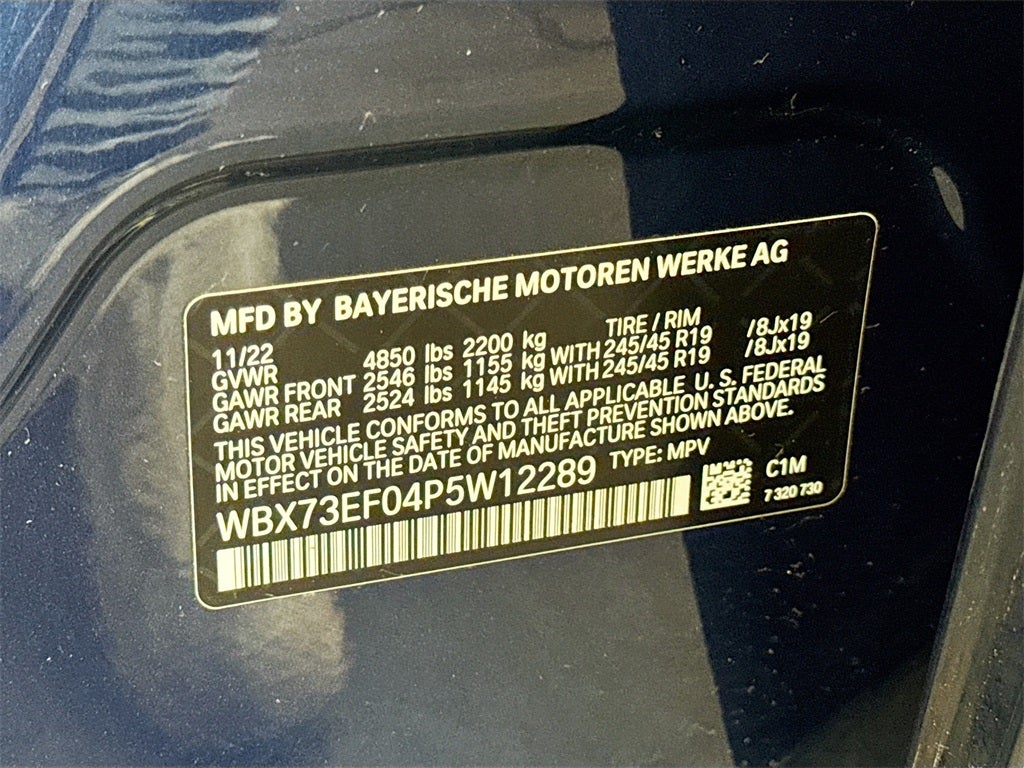 MFD BY BAYERISCHE MOTOREN WERKE AG
11/22 TIRE / RIM
GVWR 4850 lbs 2200 kg
GAWR FRONT 2546 lbs 1155 kg WITH 245/45 R19 /8Jx19
GAWR REAR 2524 lbs 1145 kg WITH 245/45 R19 /8Jx19
THIS VEHICLE CONFORMS TO ALL APPLICABLE U. S. FEDERAL
MOTOR VEHICLE SAFETY AND THEFT PREVENTION STANDARDS
IN EFFECT ON THE DATE OF MANUFACTURE SHOWN ABOVE.
WBX73EF04P5W12289 TYPE: MPV
C1M
7 320 730